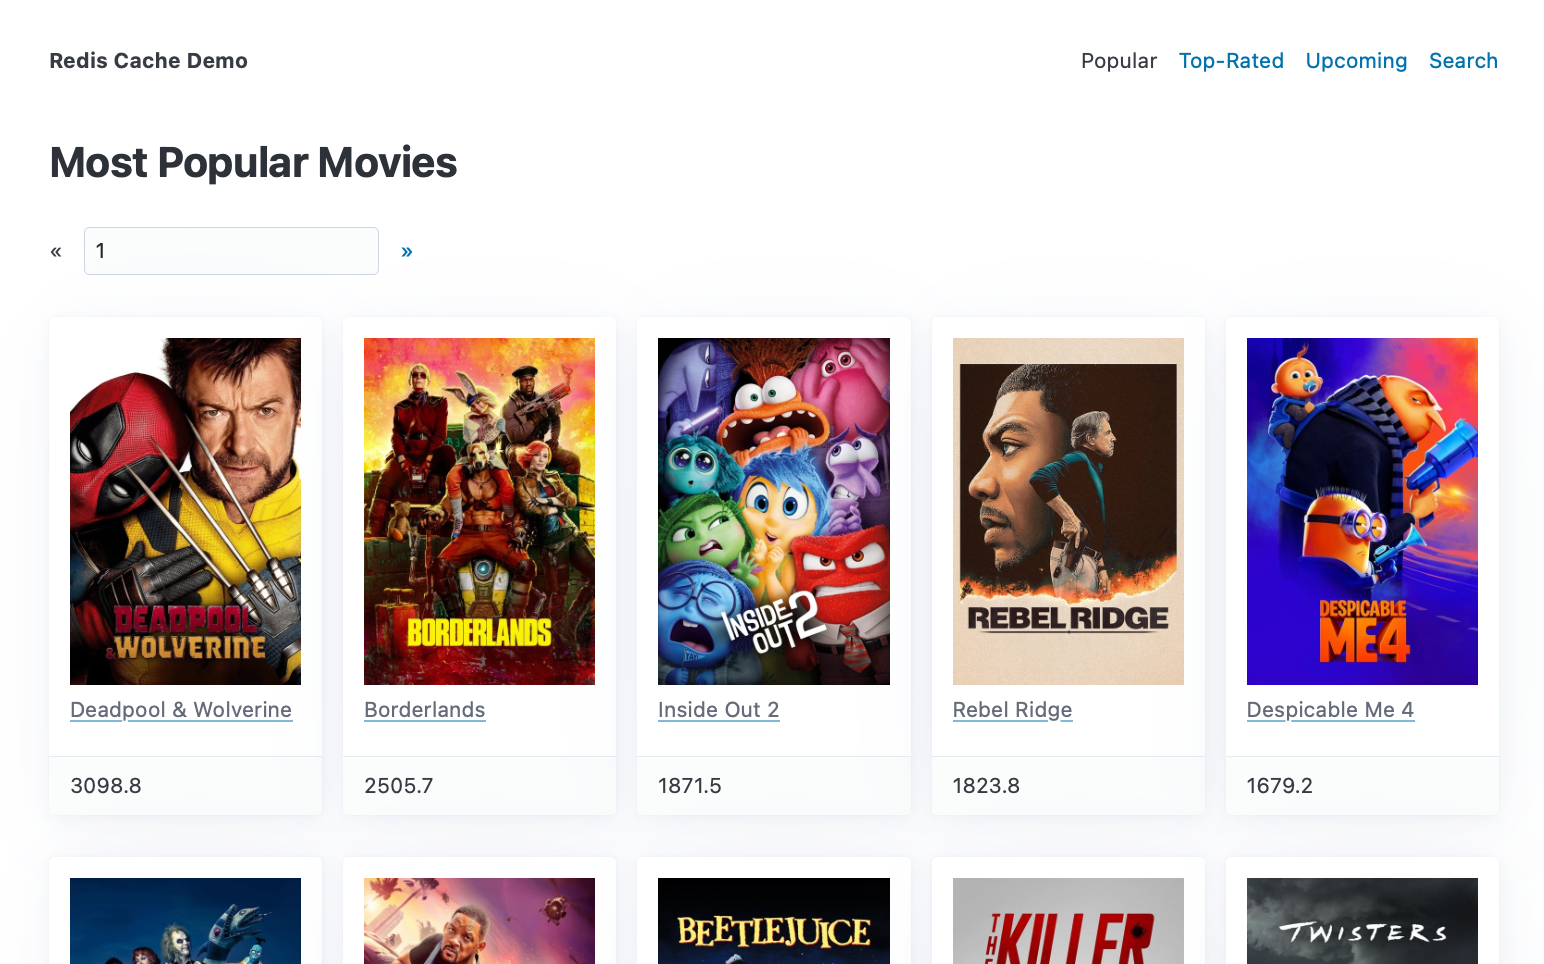 Redis Cache Demo
Popular Top-Rated Upcoming Search
Most Popular Movies
« 1 »
DEADPOOL
& WOLVERINE
Deadpool & Wolverine
3098.8
BORDERLANDS
Borderlands
2505.7
INSIDE
OUT 2
Inside Out 2
1871.5
REBEL RIDGE
Rebel Ridge
1823.8
DESPICABLE
ME 4
Despicable Me 4
1679.2
BEETLEJUICE
THE KILLER
TWISTERS